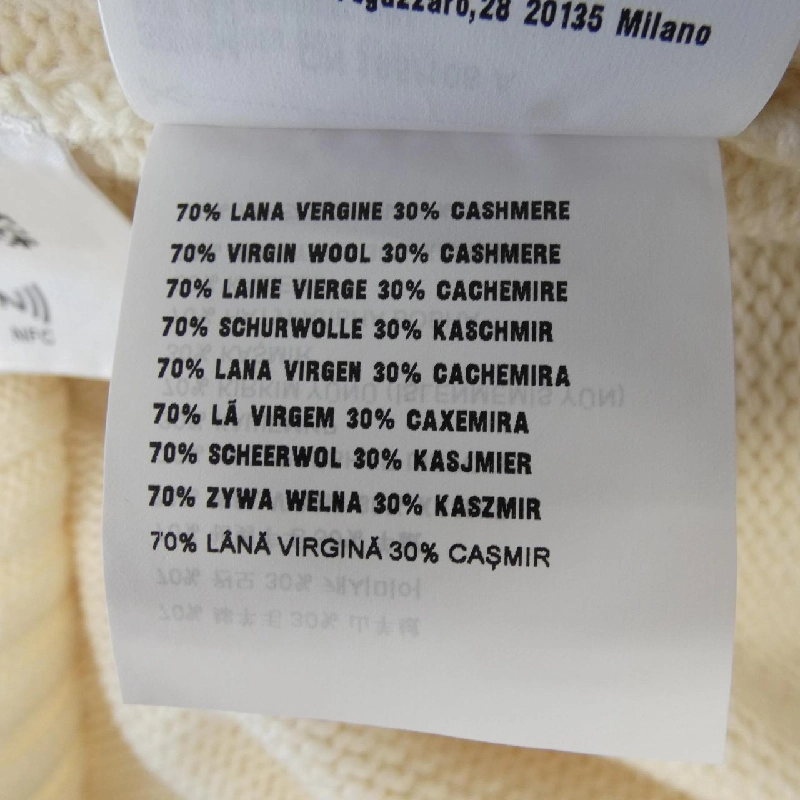 ,28 20135 Milano
NFC
70% LANA VERGINE 30% CASHMERE
70% VIRGIN WOOL 30% CASHMERE
70% LAINE VIERGE 30% CACHEMIRE
70% SCHURWOLLE 30% KASCHMIR
70% LANA VIRGEN 30% CACHEMIRA
70% LÃ VIRGEM 30% CAXEMIRA
70% SCHEERWOL 30% KASJMIER
70% ZYWA WELNA 30% KASZMIR
70% LÂNĂ VIRGINĂ 30% CAŞMIR